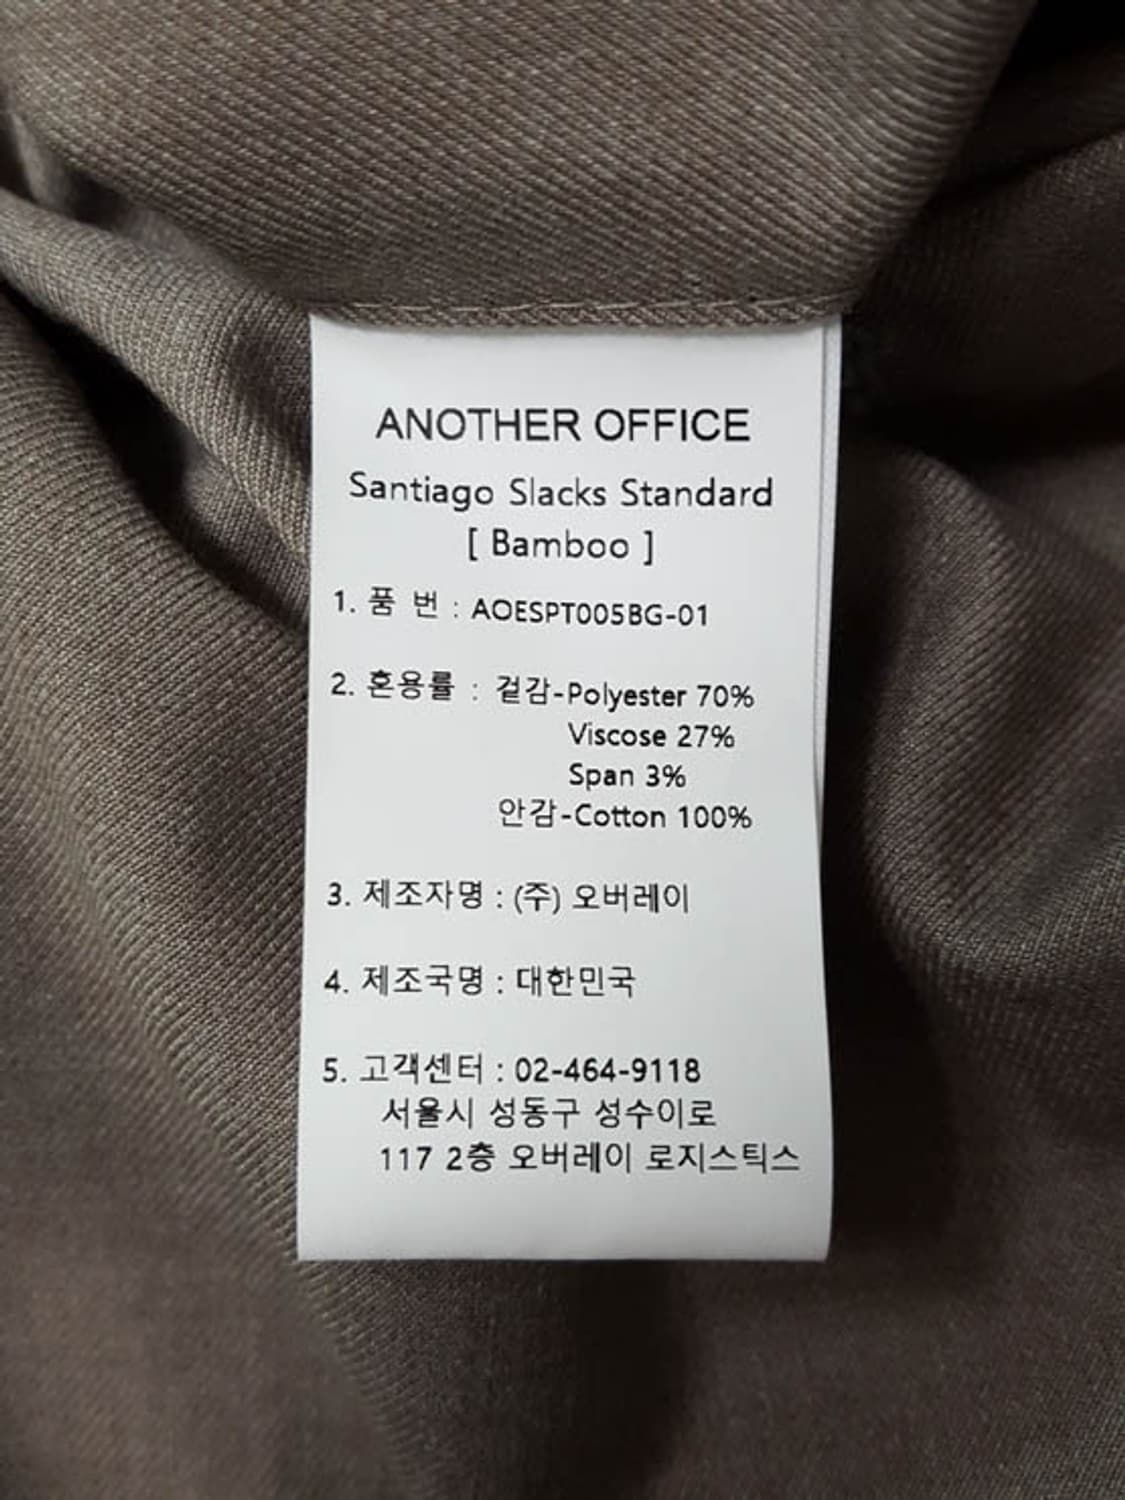 ANOTHER OFFICE
Santiago Slacks Standard
[ Bamboo ]
1. 품 번 : AOESPT005BG-01
2. 혼용률 : 겉감-Polyester 70%
Viscose 27%
Span 3%
안감-Cotton 100%
3. 제조자명 : (주) 오버레이
4. 제조국명 : 대한민국
5. 고객센터 : 02-464-9118
서울시 성동구 성수이로
117 2층 오버레이 로지스틱스